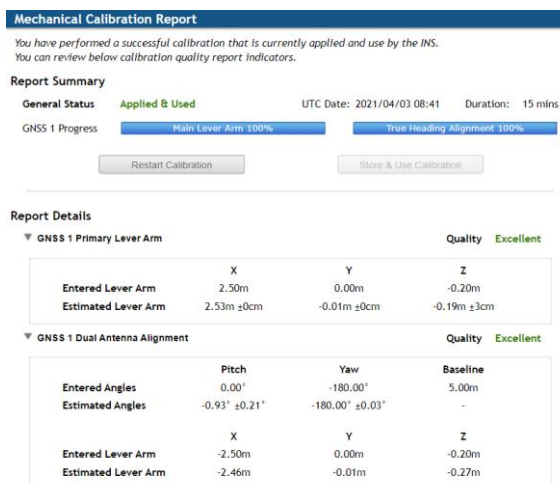 Mechanical Calibration Report
You have performed a successful calibration that is currently applied and use by the INS.
You can review below calibration quality report indicators.
Report Summary
General Status Applied & Used UTC Date: 2021/04/03 08:41 Duration: 15 mins
GNSS 1 Progress Main Lever Arm 100% True Heading Alignment 100%
Restart Calibration Store & Use Calibration
Report Details
GNSS 1 Primary Lever Arm Quality Excellent
X Y Z
Entered Lever Arm 2.50m 0.00m -0.20m
Estimated Lever Arm 2.53m ±0cm -0.01m ±0cm -0.19m ±3cm
GNSS 1 Dual Antenna Alignment Quality Excellent
Pitch Yaw Baseline
Entered Angles 0.00° -180.00° 5.00m
Estimated Angles -0.93° ±0.21° -180.00° ±0.03° -
X Y Z
Entered Lever Arm -2.50m 0.00m -0.20m
Estimated Lever Arm -2.46m -0.01m -0.27m